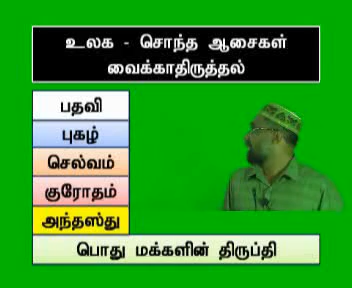 உலக - சொந்த ஆசைகள்
வைக்காதிருத்தல்
பதவி
புகழ்
செல்வம்
குரோதம்
அந்தஸ்து
பொது மக்களின் திருப்தி